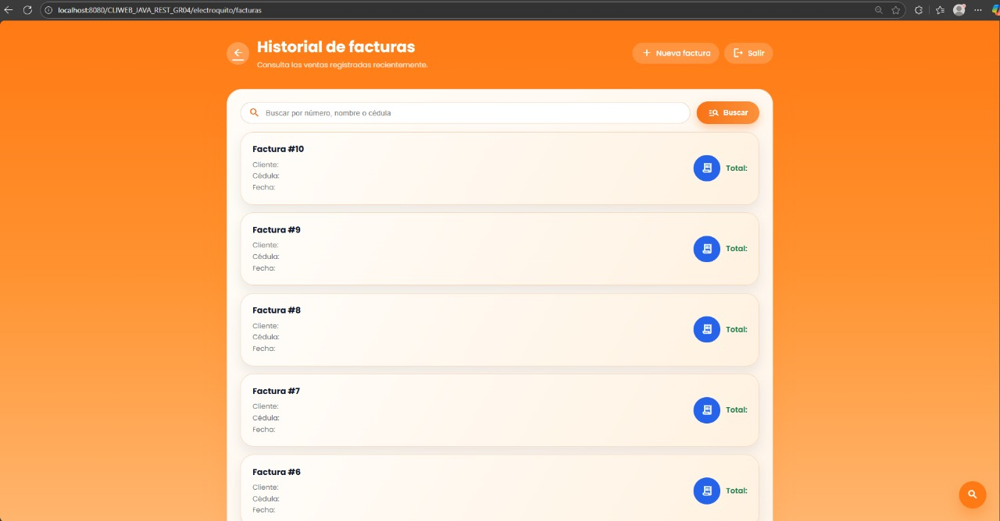 localhost:8080/CLIWEB_JAVA_REST_GR04/electroquito/facturas
Historial de facturas
Consulta las ventas registradas recientemente.
Nueva factura
Salir
Buscar por número, nombre o cédula
Buscar
Factura #10
Cliente:
Cédula:
Fecha:
Total:
Factura #9
Cliente:
Cédula:
Fecha:
Total:
Factura #8
Cliente:
Cédula:
Fecha:
Total:
Factura #7
Cliente:
Cédula:
Fecha:
Total:
Factura #6
Cliente:
Cédula:
Fecha:
Total: